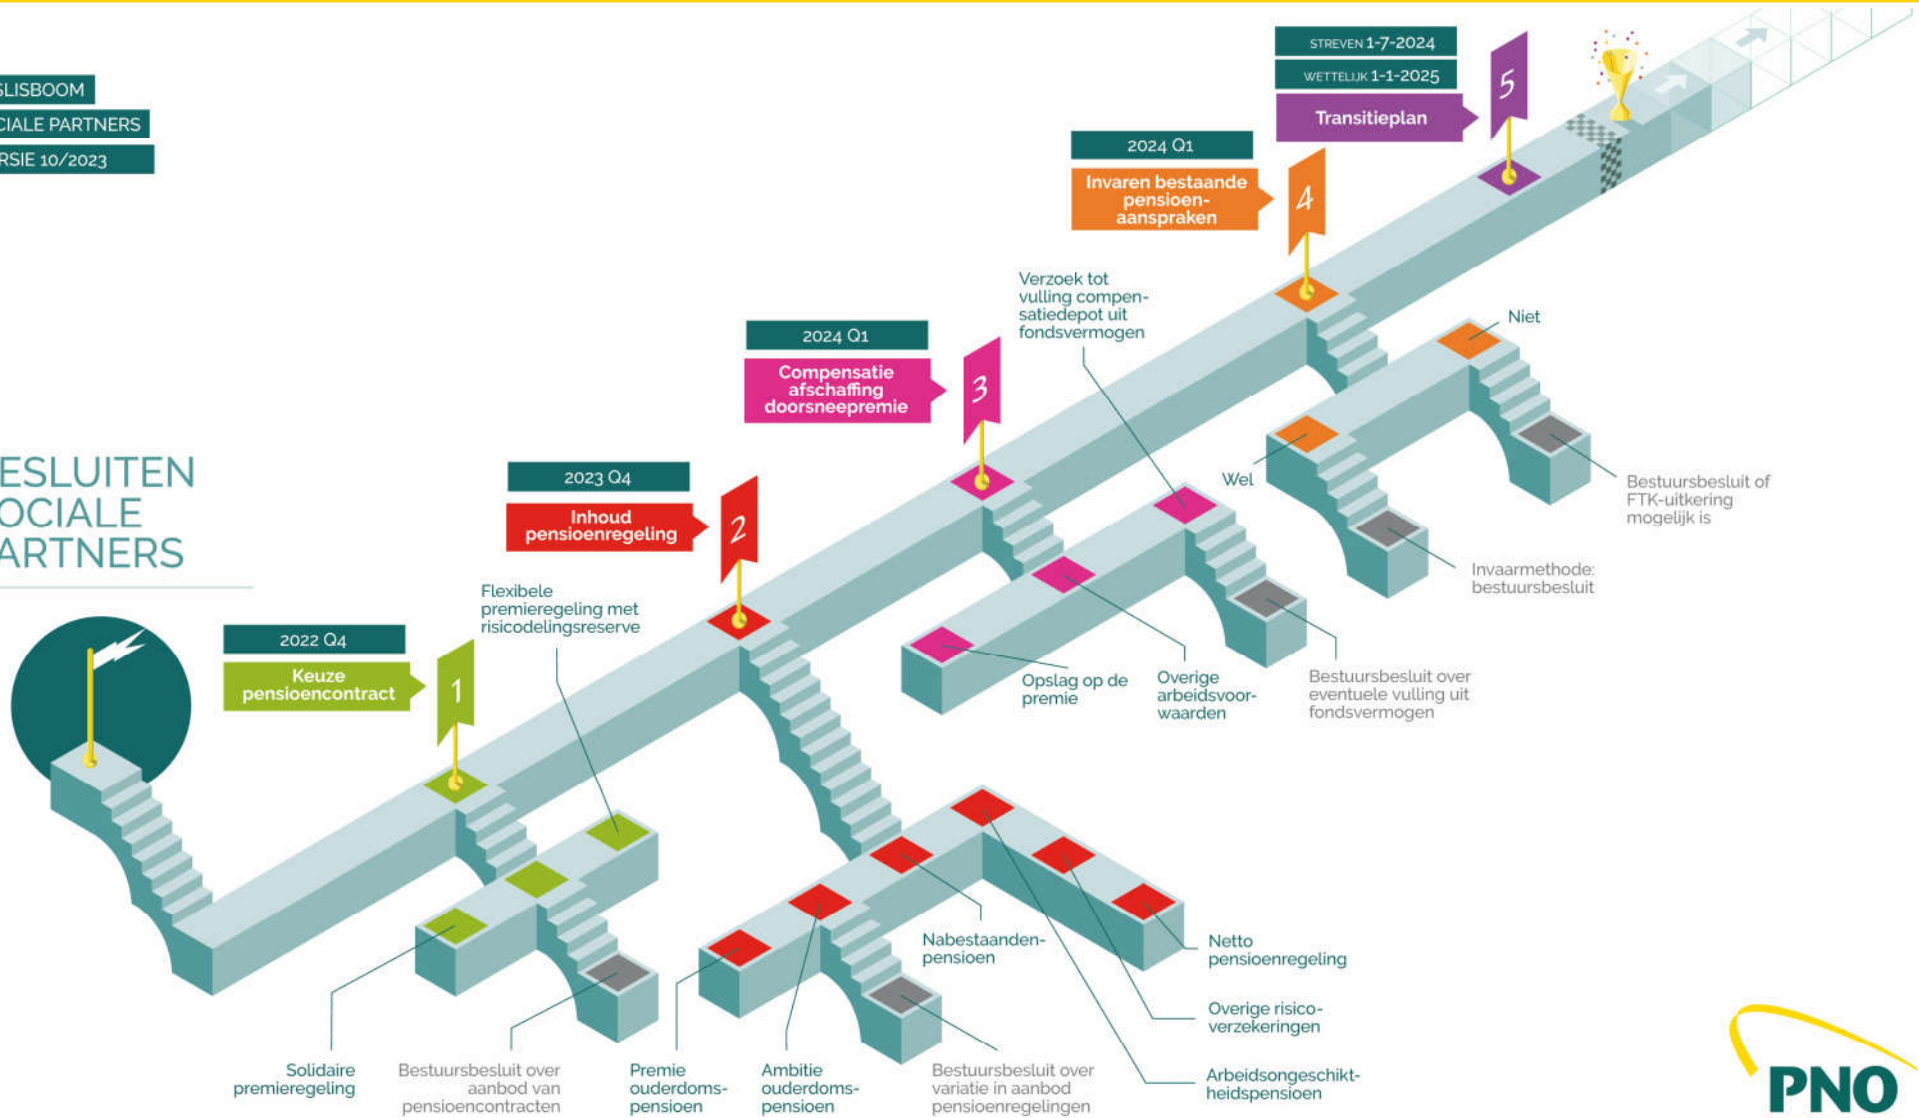 SLISBOOM
CIALE PARTNERS
RSIE 10/2023
ESLUITEN
OCIALE
ARTNERS
2022 Q4
Keuze
pensioencontract
1
Flexibele
premieregeling met
risicodelingsreserve
Solidaire
premieregeling
Bestuursbesluit over
aanbod van
pensioencontracten
2023 Q4
Inhoud
pensioenregeling
2
Premie
ouderdoms-
pensioen
Ambitie
ouderdoms-
pensioen
Bestuursbesluit over
variatie in aanbod
pensioenregelingen
Nabestaanden-
pensioen
Netto
pensioenregeling
Overige risico-
verzekeringen
Arbeidsongeschikt-
heidspensioen
2024 Q1
Compensatie
afschaffing
doorsneepremie
3
Verzoek tot
vulling compen-
satiedepot uit
fondsvermogen
Opslag op de
premie
Overige
arbeidsvoor-
waarden
Bestuursbesluit over
eventuele vulling uit
fondsvermogen
2024 Q1
Invaren bestaande
pensioen-
aanspraken
4
Niet
Wel
Bestuursbesluit of
FTK-uitkering
mogelijk is
Invaarmethode:
bestuursbesluit
STREVEN 1-7-2024
WETTELIJK 1-1-2025
Transitieplan
5
PNO